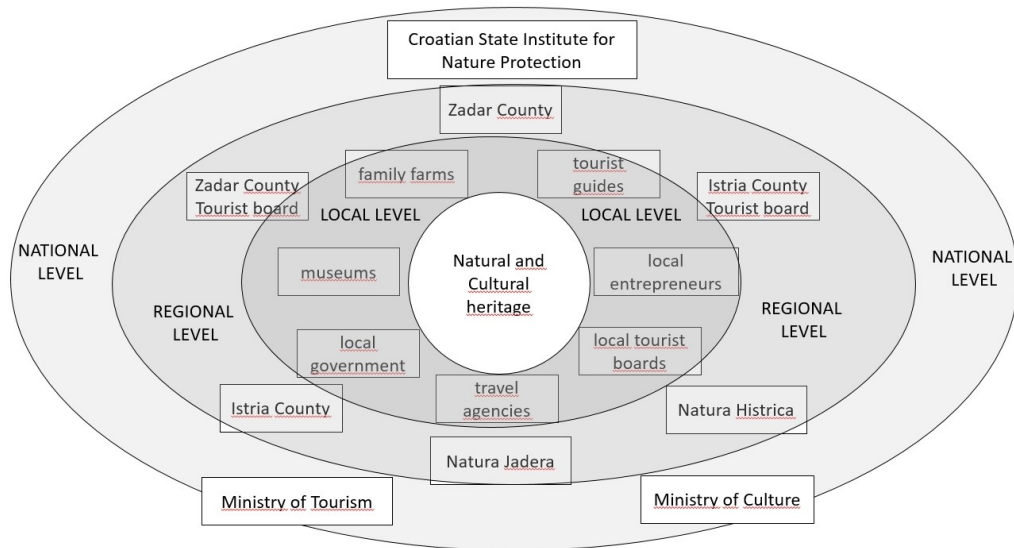 Croatian State Institute for
Nature Protection
Zadar County
family farms
tourist
guides
Zadar County
Tourist board
Istria County
Tourist board
LOCAL LEVEL
LOCAL LEVEL
NATIONAL
LEVEL
museums
Natural and
Cultural
heritage
local
entrepreneurs
NATIONAL
LEVEL
REGIONAL
LEVEL
REGIONAL
LEVEL
local
government
local tourist
boards
travel
agencies
Istria County
Natura Histrica
Natura Jadera
Ministry of Tourism
Ministry of Culture